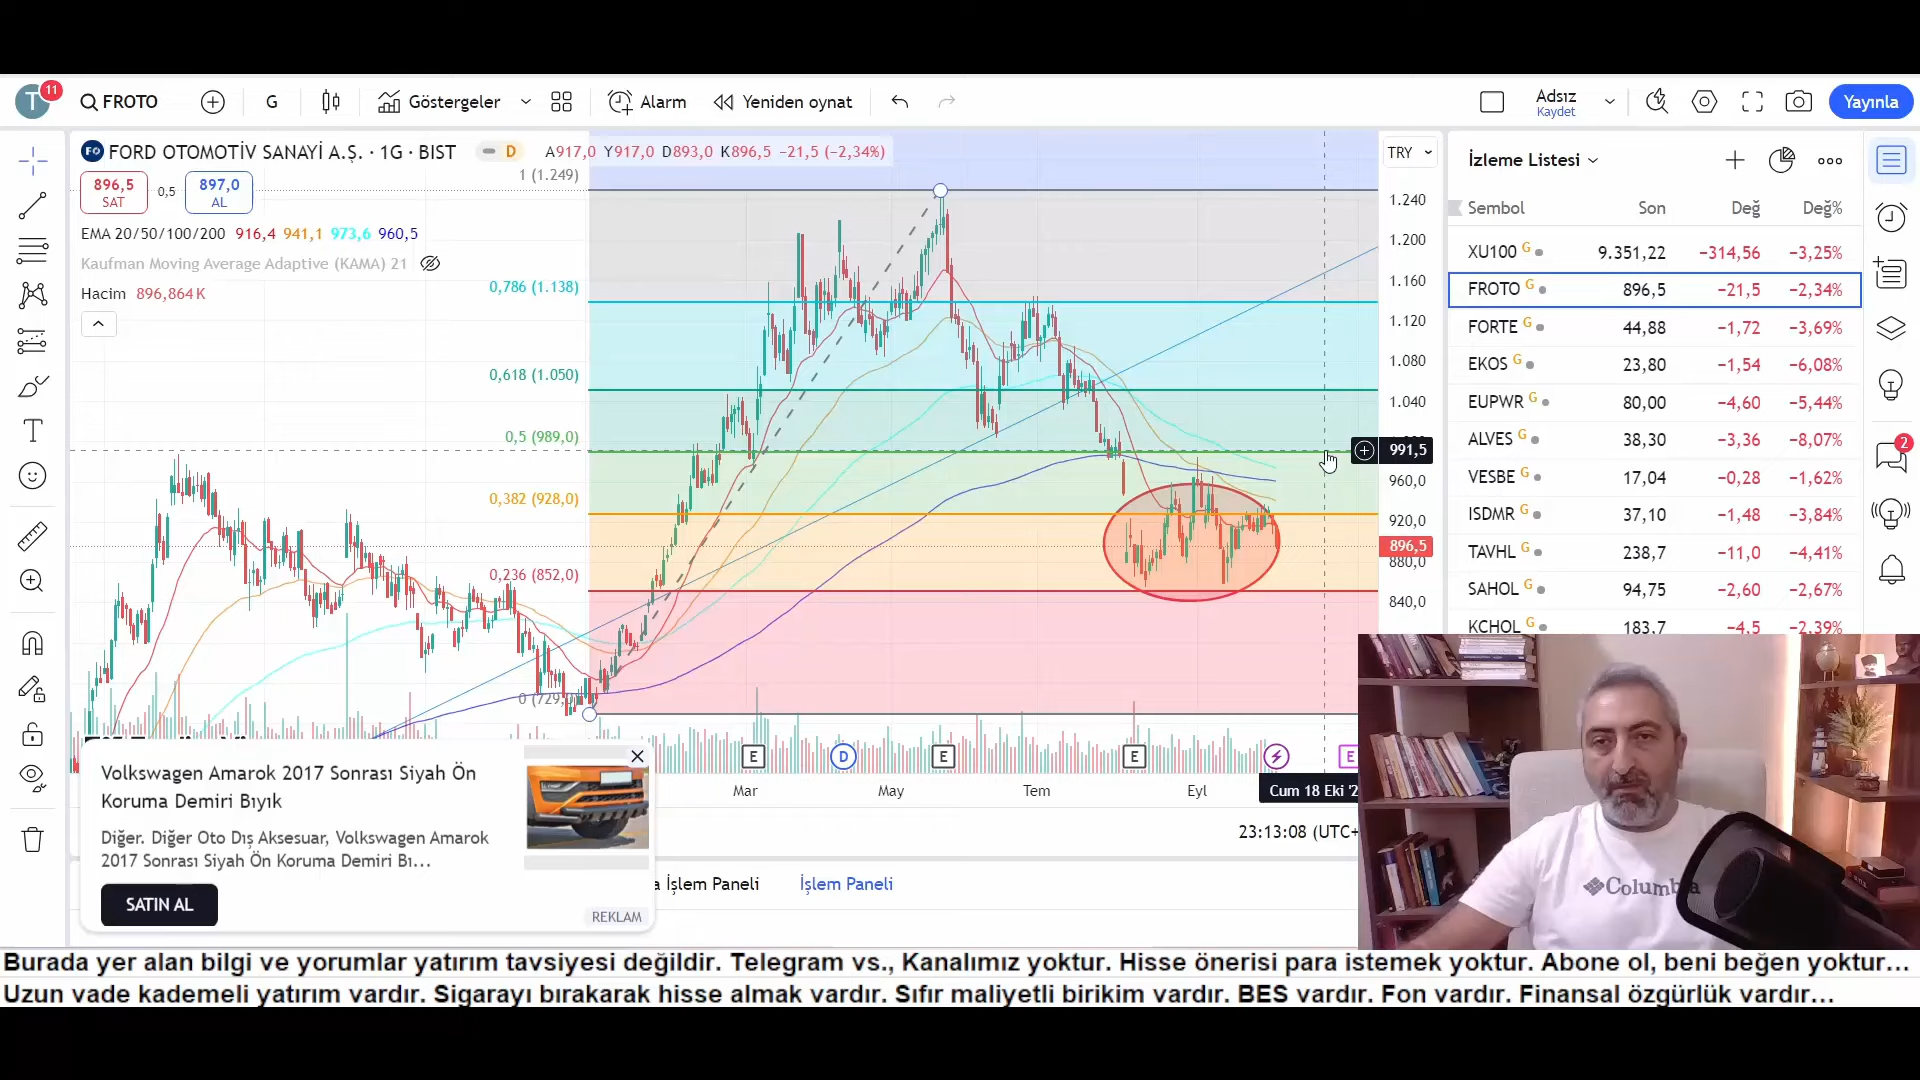 T
11
FROTO
G
Göstergeler
Alarm
Yeniden oynat
Adsız
Kaydet
Yayınla
FORD OTOMOTİV SANAYİ A.Ş. · 1G · BIST
D
A917,0 Y917,0 D893,0 K896,5 −21,5 (−2,34%)
896,5
SAT
0,5
897,0
AL
EMA 20/50/100/200 916,4 941,1 973,6 960,5
Kaufman Moving Average Adaptive (KAMA) 21
Hacim 896,864 K
1 (1.249)
0,786 (1.138)
0,618 (1.050)
0,5 (989,0)
0,382 (928,0)
0,236 (852,0)
TRY
1.240
1.200
1.160
1.120
1.080
1.040
991,5
960,0
920,0
896,5
880,0
840,0
E
D
E
E
E
Mar
May
Tem
Eyl
Cum 18 Eki '2
23:13:08 (UTC+
İşlem Paneli
İşlem Paneli
İzleme Listesi
Sembol Son Değ Değ%
XU100 G 9.351,22 −314,56 −3,25%
FROTO G 896,5 −21,5 −2,34%
FORTE G 44,88 −1,72 −3,69%
EKOS G 23,80 −1,54 −6,08%
EUPWR G 80,00 −4,60 −5,44%
ALVES G 38,30 −3,36 −8,07%
VESBE G 17,04 −0,28 −1,62%
ISDMR G 37,10 −1,48 −3,84%
TAVHL G 238,7 −11,0 −4,41%
SAHOL G 94,75 −2,60 −2,67%
KCHOL G 183,7 −4,5 −2,39%
2
Volkswagen Amarok 2017 Sonrası Siyah Ön
Koruma Demiri Bıyık
Diğer. Diğer Oto Dış Aksesuar, Volkswagen Amarok
2017 Sonrası Siyah Ön Koruma Demiri Bı...
SATIN AL
REKLAM
Columbia
Burada yer alan bilgi ve yorumlar yatırım tavsiyesi değildir. Telegram vs., Kanalımız yoktur. Hisse önerisi para istemek yoktur. Abone ol, beni beğen yoktur...
Uzun vade kademeli yatırım vardır. Sigarayı bırakarak hisse almak vardır. Sıfır maliyetli birikim vardır. BES vardır. Fon vardır. Finansal özgürlük vardır...